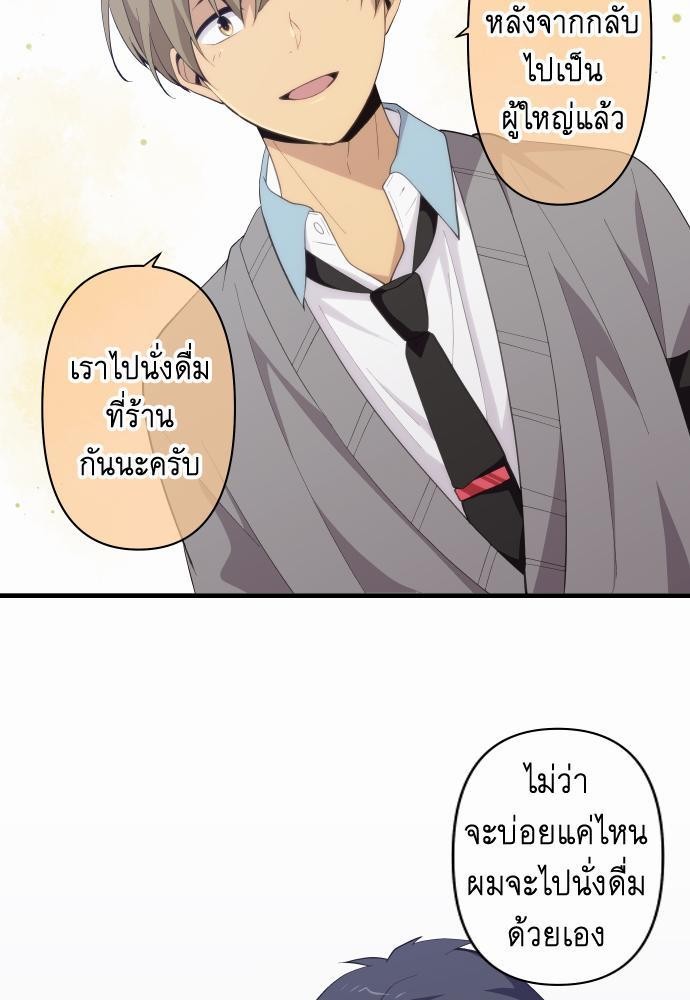 หลังจากกลับ
ไปเป็น
ผู้ใหญ่แล้ว
เราไปนั่งดื่ม
ที่ร้าน
กันนะครับ
ไม่ว่า
จะบ่อยแค่ไหน
ผมจะไปนั่งดื่ม
ด้วยเอง